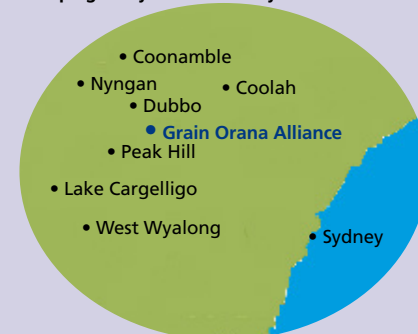 Coonamble
Nyngan
Coolah
Dubbo
Grain Orana Alliance
Peak Hill
Lake Cargelligo
West Wyalong
Sydney